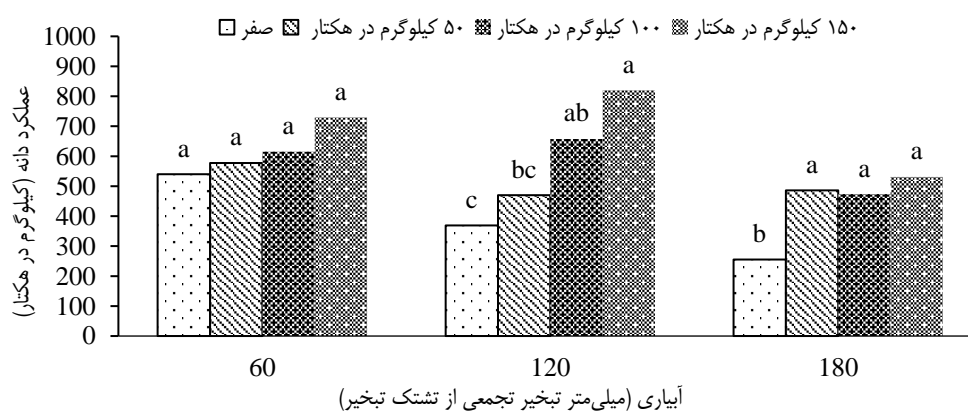 صفر ۵۰ کیلوگرم در هکتار ۱۰۰ کیلوگرم در هکتار ۱۵۰ کیلوگرم در هکتار
عملکرد دانه (کیلوگرم در هکتار)
1000
900
800
700
600
500
400
300
200
100
0
a a a a
c bc ab a
b a a a
60 120 180
آبیاری (میلی‌متر تبخیر تجمعی از تشتک تبخیر)